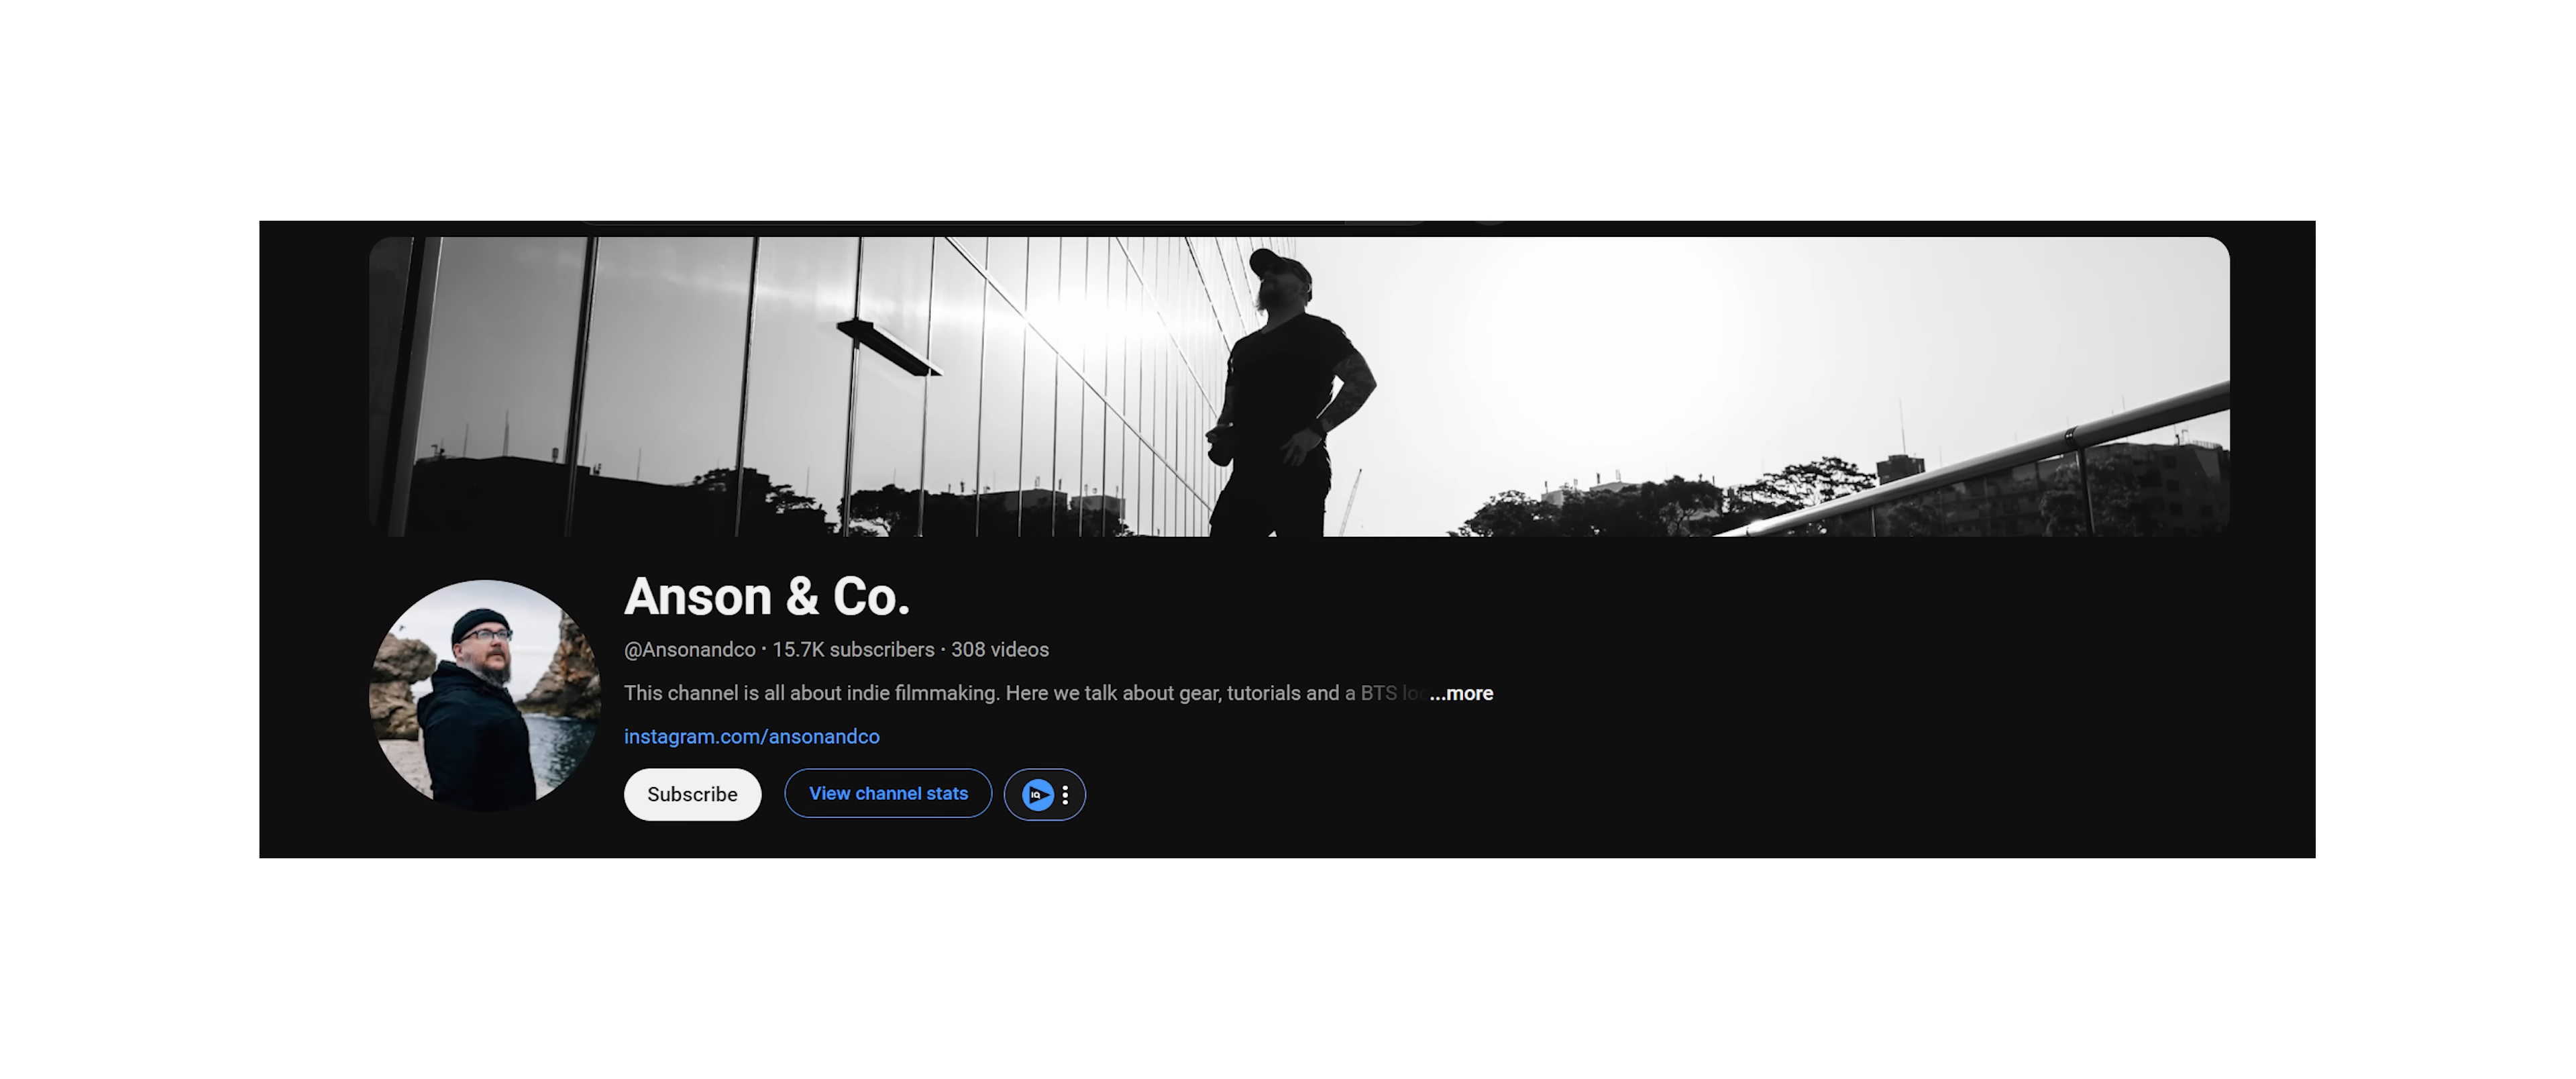 Anson & Co.
@Ansonandco · 15.7K subscribers · 308 videos
This channel is all about indie filmmaking. Here we talk about gear, tutorials and a BTS ...more
instagram.com/ansonandco
Subscribe
View channel stats
IQ